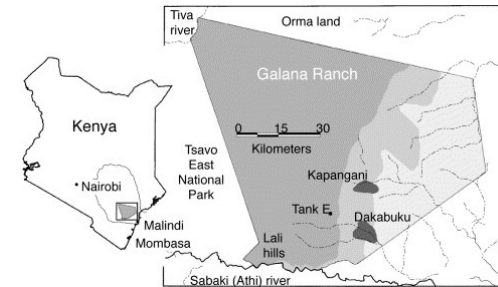 Tiva
river
Orma land
Galana Ranch
Kenya
0 15 30
Kilometers
Tsavo
East
National
Park
Kapangani
Nairobi
Tank E
Dakabuku
Malindi
Mombasa
Lali
hills
Sabaki (Athi) river